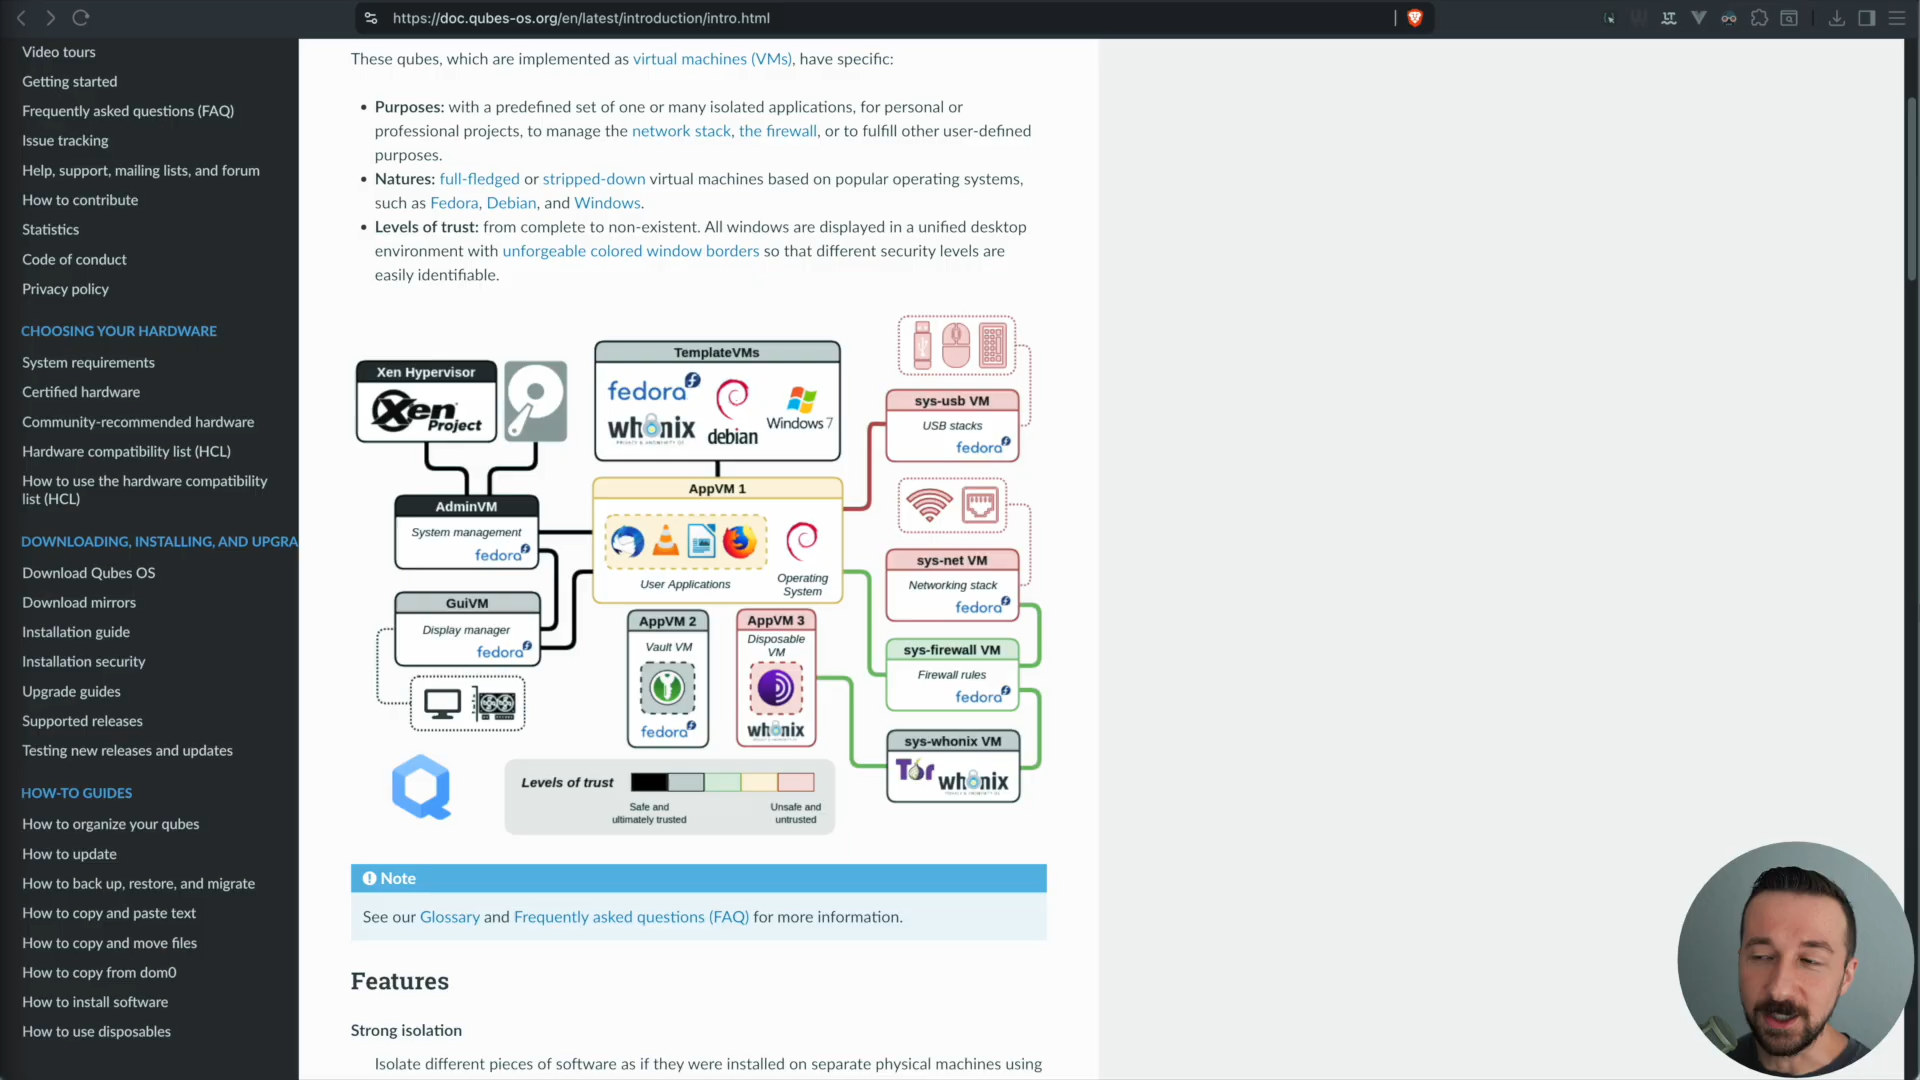 https://doc.qubes-os.org/en/latest/introduction/intro.html
Video tours
Getting started
Frequently asked questions (FAQ)
Issue tracking
Help, support, mailing lists, and forum
How to contribute
Statistics
Code of conduct
Privacy policy
CHOOSING YOUR HARDWARE
System requirements
Certified hardware
Community-recommended hardware
Hardware compatibility list (HCL)
How to use the hardware compatibility
list (HCL)
DOWNLOADING, INSTALLING, AND UPGRA
Download Qubes OS
Download mirrors
Installation guide
Installation security
Upgrade guides
Supported releases
Testing new releases and updates
HOW-TO GUIDES
How to organize your qubes
How to update
How to back up, restore, and migrate
How to copy and paste text
How to copy and move files
How to copy from dom0
How to install software
How to use disposables
These qubes, which are implemented as virtual machines (VMs), have specific:
• Purposes: with a predefined set of one or many isolated applications, for personal or
professional projects, to manage the network stack, the firewall, or to fulfill other user-defined
purposes.
• Natures: full-fledged or stripped-down virtual machines based on popular operating systems,
such as Fedora, Debian, and Windows.
• Levels of trust: from complete to non-existent. All windows are displayed in a unified desktop
environment with unforgeable colored window borders so that different security levels are
easily identifiable.
Xen Hypervisor
Xen
Project
TemplateVMs
fedora
whonix
debian
Windows 7
AdminVM
System management
fedora
GuiVM
Display manager
fedora
AppVM 1
User Applications
Operating
System
AppVM 2
Vault VM
fedora
AppVM 3
Disposable
VM
whonix
sys-usb VM
USB stacks
fedora
sys-net VM
Networking stack
fedora
sys-firewall VM
Firewall rules
fedora
sys-whonix VM
Tor
whonix
Levels of trust
Safe and
ultimately trusted
Unsafe and
untrusted
Note
See our Glossary and Frequently asked questions (FAQ) for more information.
Features
Strong isolation
Isolate different pieces of software as if they were installed on separate physical machines using